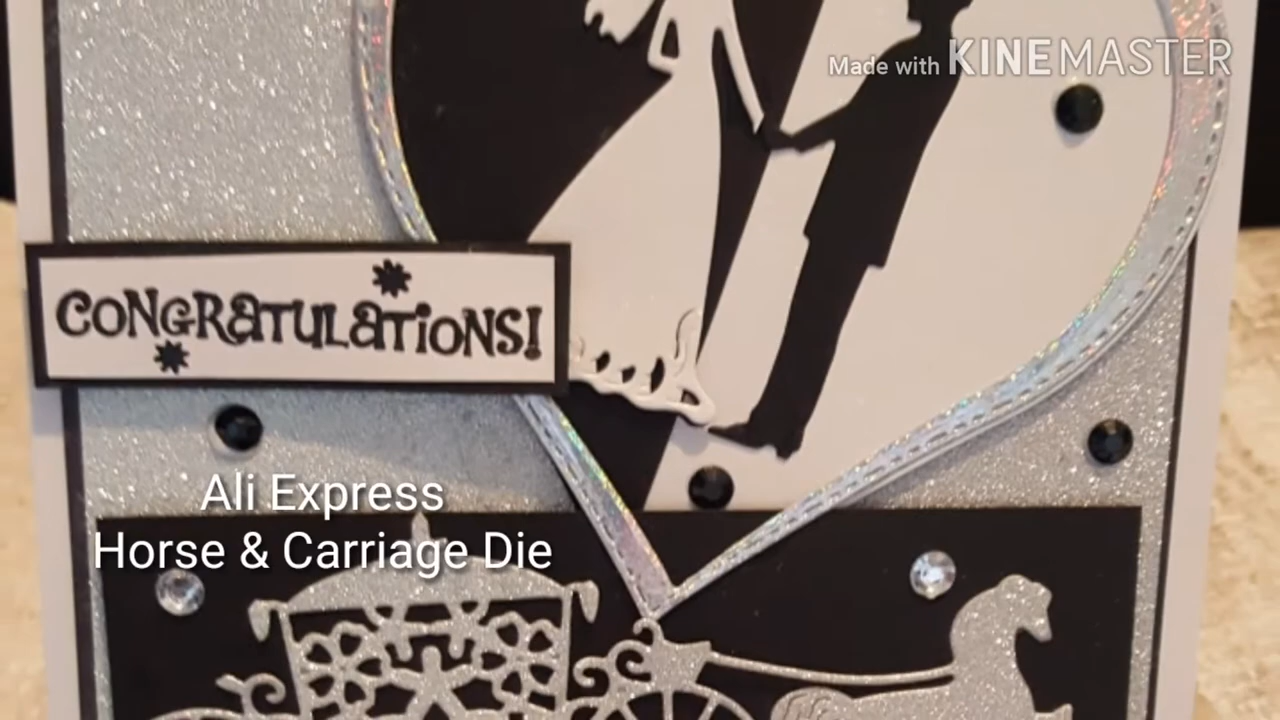 Made with KINEMASTER
CONGRATULATIONS!
Ali Express
Horse & Carriage Die